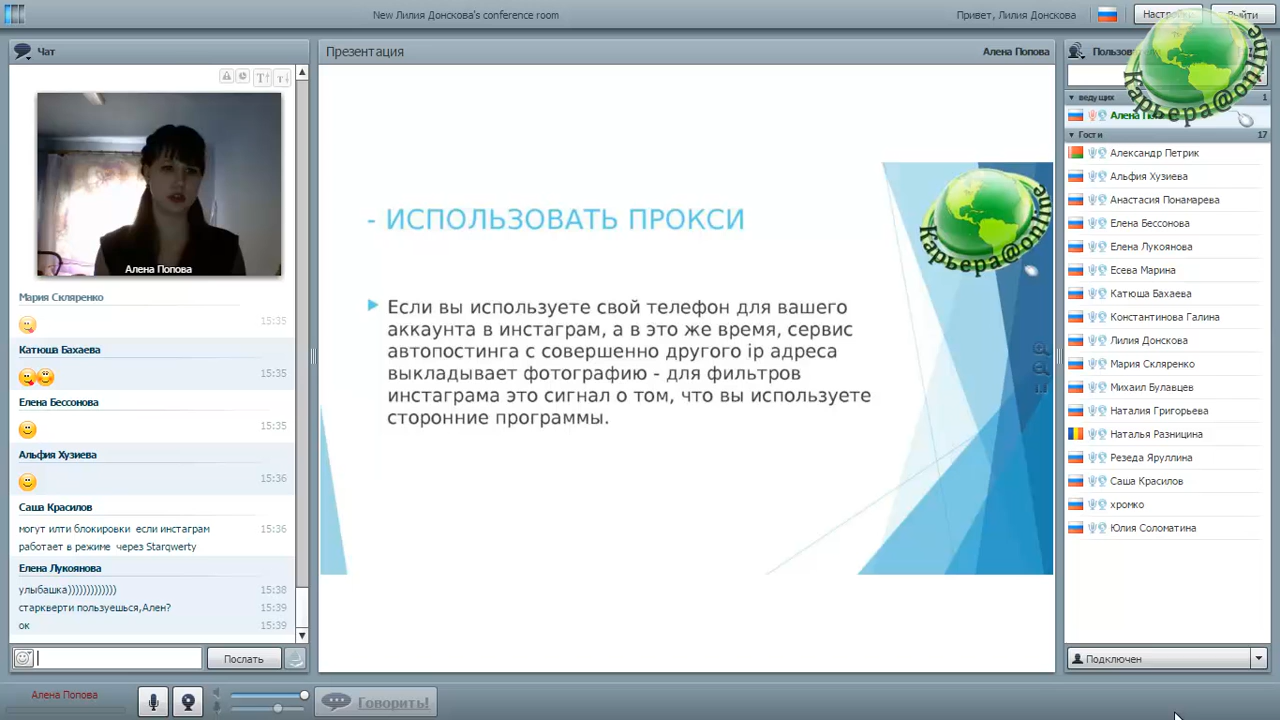 New Лилия Донскова's conference room
Привет, Лилия Донскова
Настройки
Выйти
Чат
Алена Попова
Мария Скляренко
15:35
Катюша Бахаева
15:35
Елена Бессонова
15:35
Альфия Хузиева
15:36
Саша Красилов
могут илти блокировки если инстаграм 15:36
работает в режиме через Starqwerty
Елена Лукоянова
улыбашка))))))))))))) 15:38
старкверти пользуешься,Ален? 15:39
ок 15:39
Послать
Презентация
Алена Попова
- ИСПОЛЬЗОВАТЬ ПРОКСИ
Если вы используете свой телефон для вашего
аккаунта в инстаграм, а в это же время, сервис
автопостинга с совершенно другого ip адреса
выкладывает фотографию - для фильтров
инстаграма это сигнал о том, что вы используете
сторонние программы.
Карьера@online
Карьера@online
ведущих 1
Алена
Гости 17
Александр Петрик
Альфия Хузиева
Анастасия Понамарева
Елена Бессонова
Елена Лукоянова
Есева Марина
Катюша Бахаева
Константинова Галина
Лилия Донскова
Мария Скляренко
Михаил Булавцев
Наталия Григорьева
Наталья Разницина
Резеда Яруллина
Саша Красилов
хромко
Юлия Соломатина
Подключен
Алена Попова
Говорить!